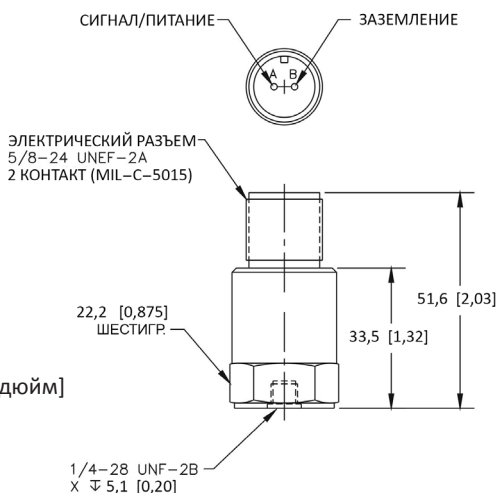 СИГНАЛ/ПИТАНИЕ
ЗАЗЕМЛЕНИЕ
A B
ЭЛЕКТРИЧЕСКИЙ РАЗЪЕМ
5/8-24 UNEF-2A
2 КОНТАКТ (MIL-C-5015)
22,2 [0,875]
ШЕСТИГР.
51,6 [2,03]
33,5 [1,32]
дюйм]
1/4-28 UNF-2B
X ↧ 5,1 [0,20]